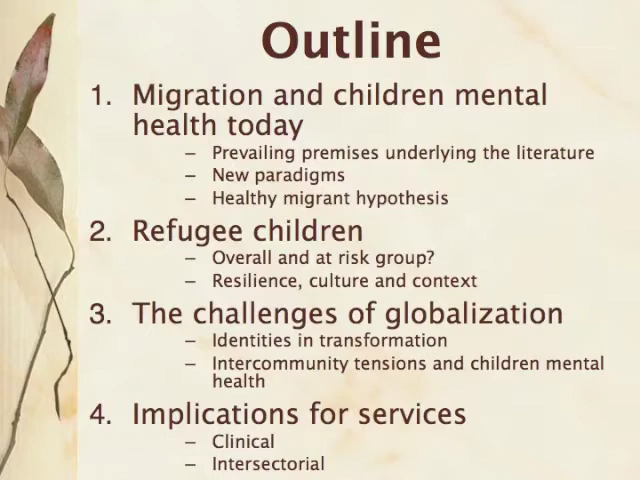 Outline
1. Migration and children mental
health today
– Prevailing premises underlying the literature
– New paradigms
– Healthy migrant hypothesis
2. Refugee children
– Overall and at risk group?
– Resilience, culture and context
3. The challenges of globalization
– Identities in transformation
– Intercommunity tensions and children mental
health
4. Implications for services
– Clinical
– Intersectorial